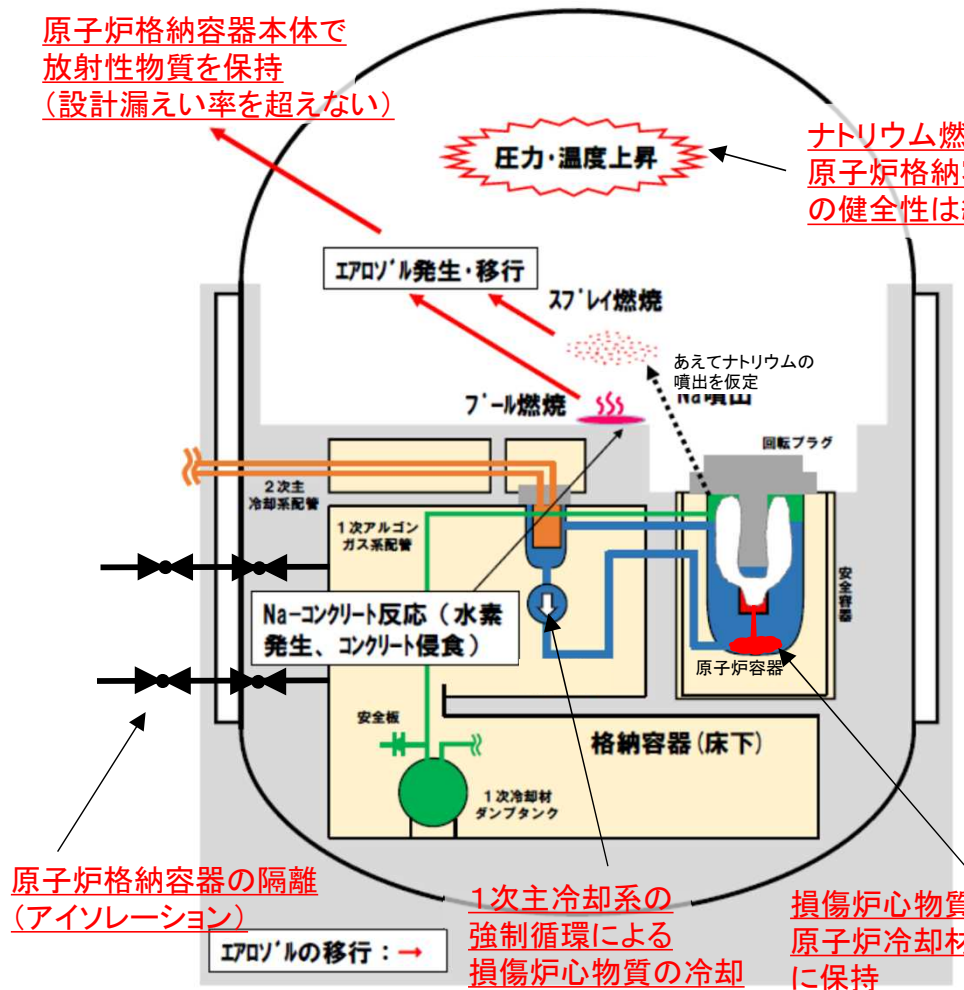 原子炉格納容器本体で
放射性物質を保持
（設計漏えい率を超えない）
圧力・温度上昇
ナトリウム燃
原子炉格納
の健全性は
ｴｱﾛｿﾞﾙ発生・移行
ｽﾌﾟﾚｲ燃焼
あえてナトリウムの
噴出を仮定
Na噴出
ﾌﾟｰﾙ燃焼
回転プラグ
２次主
冷却系配管
１次アルゴン
ガス系配管
安全容器
Na-ｺﾝｸﾘｰﾄ反応（水素
発生、ｺﾝｸﾘｰﾄ侵食）
原子炉容器
安全板
格納容器(床下)
１次冷却材
ダンプタンク
原子炉格納容器の隔離
（アイソレーション）
１次主冷却系の
強制循環による
損傷炉心物質の冷却
損傷炉心物質
原子炉冷却材
に保持
ｴｱﾛｿﾞﾙの移行：→